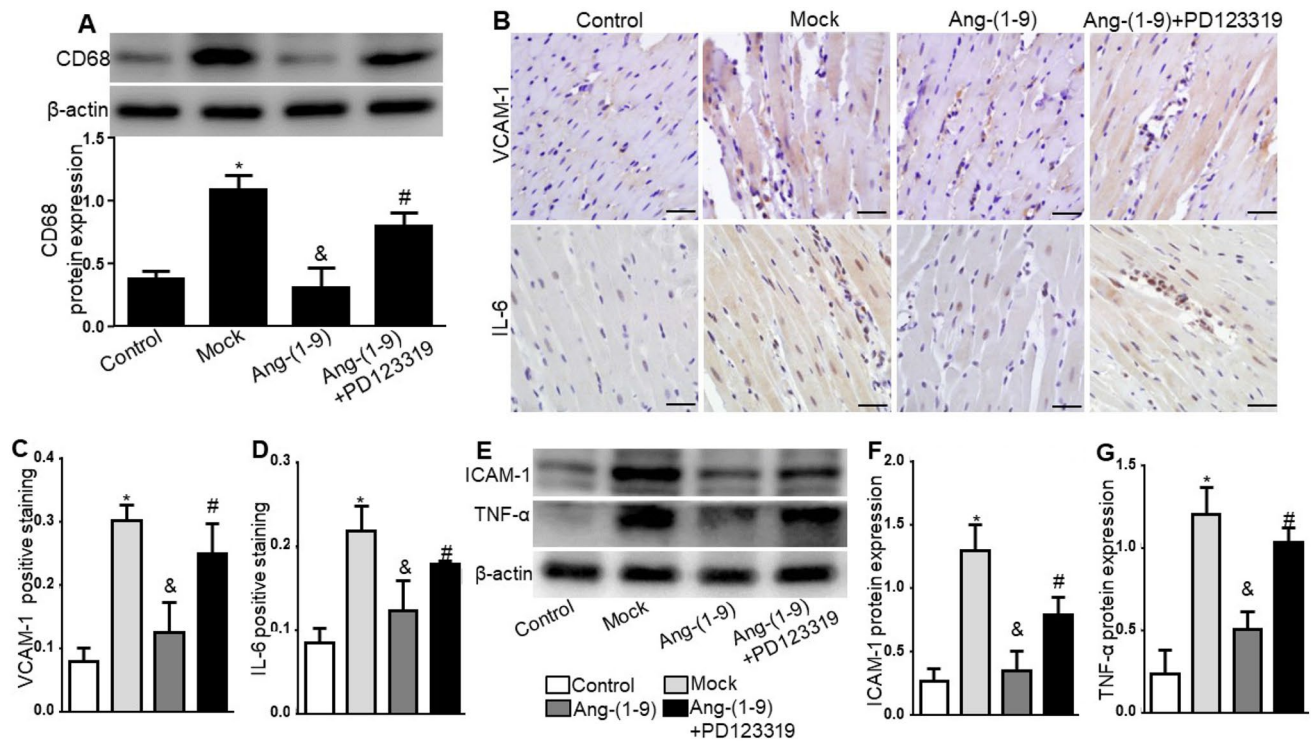 A
CD68
β-actin
CD68
protein expression
1.5
1.0
0.5
0.0
*
&
#
Control
Mock
Ang-(1-9)
Ang-(1-9)
+PD123319
B
Control
Mock
Ang-(1-9)
Ang-(1-9)+PD123319
VCAM-1
IL-6
C
VCAM-1 positive staining
0.4
0.3
0.2
0.1
0.0
*
&
#
D
IL-6 positive staining
0.3
0.2
0.1
0.0
*
&
#
E
ICAM-1
TNF-α
β-actin
Control
Mock
Ang-(1-9)
Ang-(1-9)
+PD123319
Control
Mock
Ang-(1-9)
Ang-(1-9)
+PD123319
F
ICAM-1 protein expression
2.0
1.5
1.0
0.5
0.0
*
&
#
G
TNF-α protein expression
1.5
1.0
0.5
0.0
*
&
#